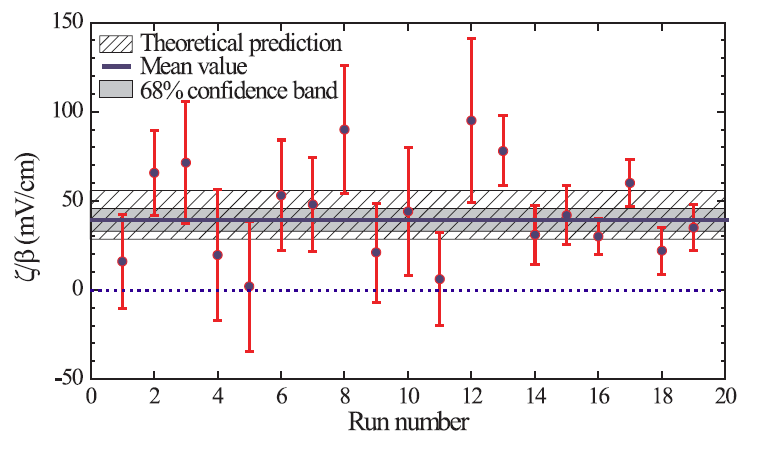 150
100
50
0
-50
ζ/β (mV/cm)
Theoretical prediction
Mean value
68% confidence band
0 2 4 6 8 10 12 14 16 18 20
Run number